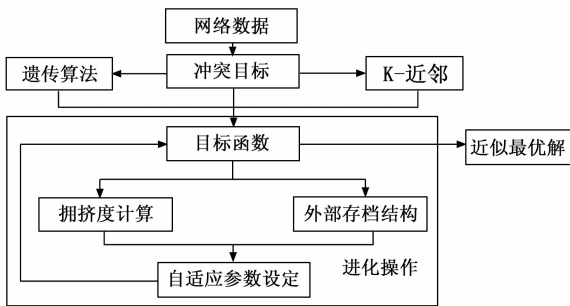 网络数据
遗传算法
冲突目标
K-近邻
目标函数
近似最优解
拥挤度计算
外部存档结构
自适应参数设定
进化操作